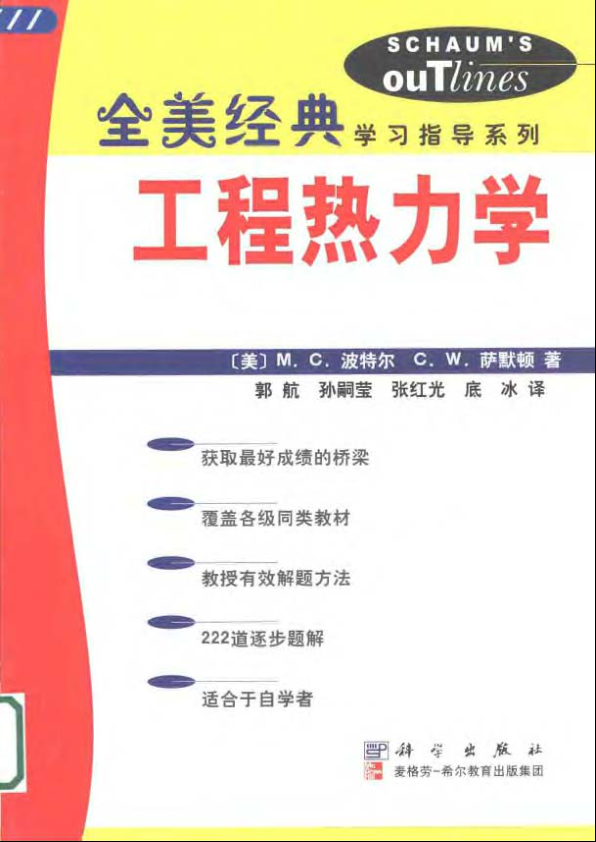 SCHAUM'S
ouTlines
全美经典学习指导系列
工程热力学
〔美〕M. C. 波特尔 C. W. 萨默顿 著
郭 航 孙嗣莹 张红光 底 冰 译
获取最好成绩的桥梁
覆盖各级同类教材
教授有效解题方法
222道逐步题解
适合于自学者
科学出版社
麦格劳-希尔教育出版集团